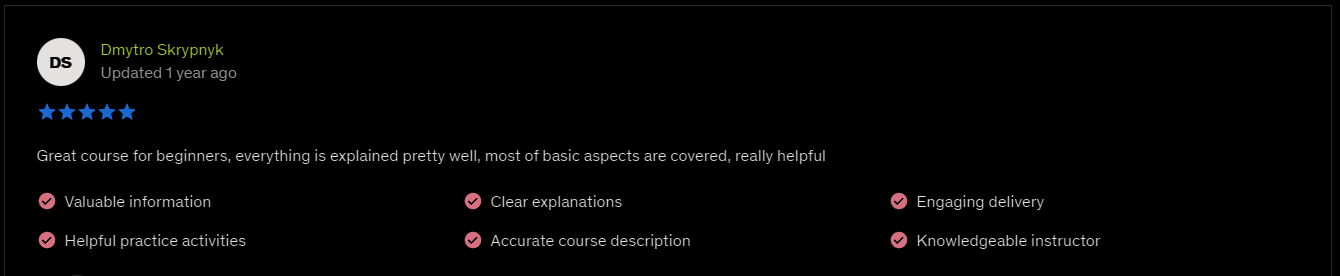 DS
Dmytro Skrypnyk
Updated 1 year ago
Great course for beginners, everything is explained pretty well, most of basic aspects are covered, really helpful
Valuable information
Clear explanations
Engaging delivery
Helpful practice activities
Accurate course description
Knowledgeable instructor